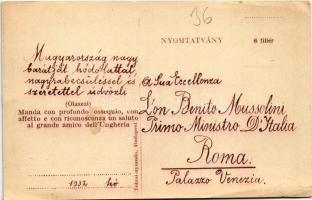 36
NYOMTATVÁNY 6 fillér
Magyarország nagy
barátját hódolattal,
nagyrabecsüléssel és
szeretettel üdvözli
(Olaszul)
Manda con profondo ossequio, con
affetto e con riconoscenza un saluto
al grande amico dell'Ungheria
1932 hó
a Sua Eccellenza
L'on Benito Mussolini
Primo Ministro D'Italia
Roma.
Palazzo Venezia.